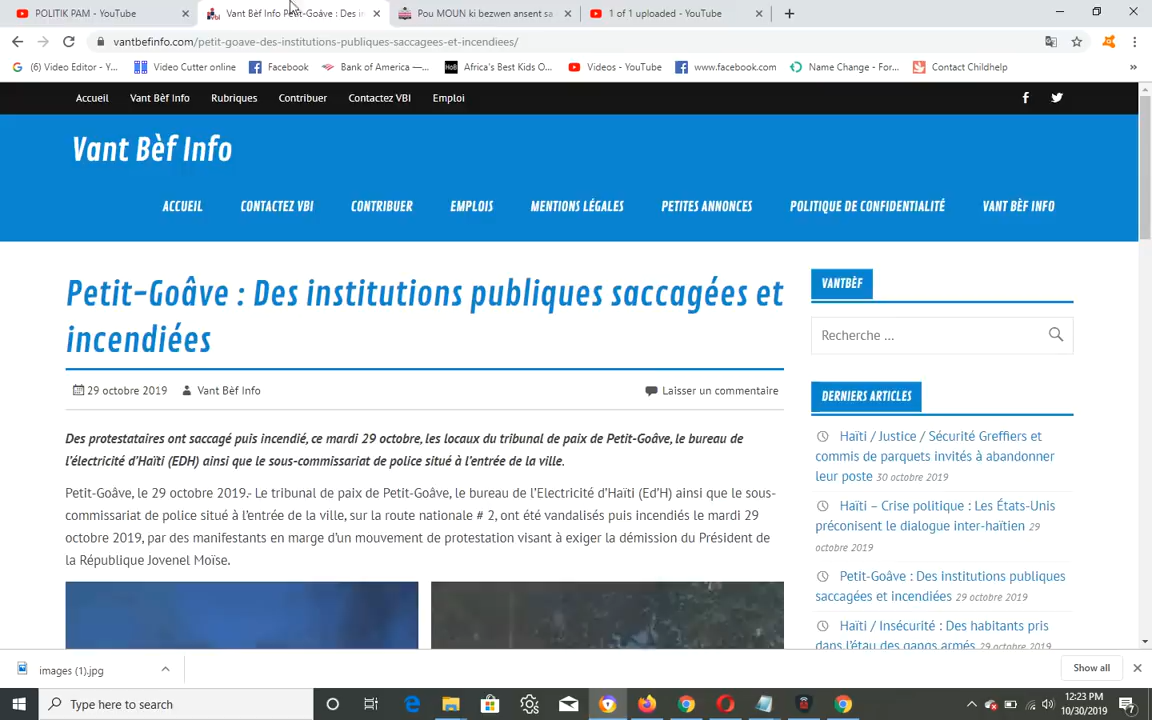 POLITIK PAM - YouTube
Vant Bèf Info Petit-Goâve : Des in
Pou MOUN ki bezwen ansent sa
1 of 1 uploaded - YouTube
vantbefinfo.com/petit-goave-des-institutions-publiques-saccagees-et-incendiees/
(6) Video Editor - Y...
Video Cutter online
Facebook
Bank of America —...
Africa's Best Kids O...
Videos - YouTube
www.facebook.com
Name Change - For...
Contact Childhelp
»
Accueil
Vant Bèf Info
Rubriques
Contribuer
Contactez VBI
Emploi
Vant Bèf Info
ACCUEIL
CONTACTEZ VBI
CONTRIBUER
EMPLOIS
MENTIONS LÉGALES
PETITES ANNONCES
POLITIQUE DE CONFIDENTIALITÉ
VANT BÈF INFO
Petit-Goâve : Des institutions publiques saccagées et
incendiées
29 octobre 2019
Vant Bèf Info
Laisser un commentaire
Des protestataires ont saccagé puis incendié, ce mardi 29 octobre, les locaux du tribunal de paix de Petit-Goâve, le bureau de
l'électricité d'Haïti (EDH) ainsi que le sous-commissariat de police situé à l'entrée de la ville.
Petit-Goâve, le 29 octobre 2019.- Le tribunal de paix de Petit-Goâve, le bureau de l'Electricité d'Haïti (Ed'H) ainsi que le sous-
commissariat de police situé à l'entrée de la ville, sur la route nationale # 2, ont été vandalisés puis incendiés le mardi 29
octobre 2019, par des manifestants en marge d'un mouvement de protestation visant à exiger la démission du Président de
la République Jovenel Moïse.
VANTBÈF
Recherche ...
DERNIERS ARTICLES
Haïti / Justice / Sécurité Greffiers et
commis de parquets invités à abandonner
leur poste 30 octobre 2019
Haïti – Crise politique : Les États-Unis
préconisent le dialogue inter-haïtien 29
octobre 2019
Petit-Goâve : Des institutions publiques
saccagées et incendiées 29 octobre 2019
Haïti / Insécurité : Des habitants pris
dans l'étau des gangs armés 29 octobre
images (1).jpg
Show all
Type here to search
12:23 PM
10/30/2019
7